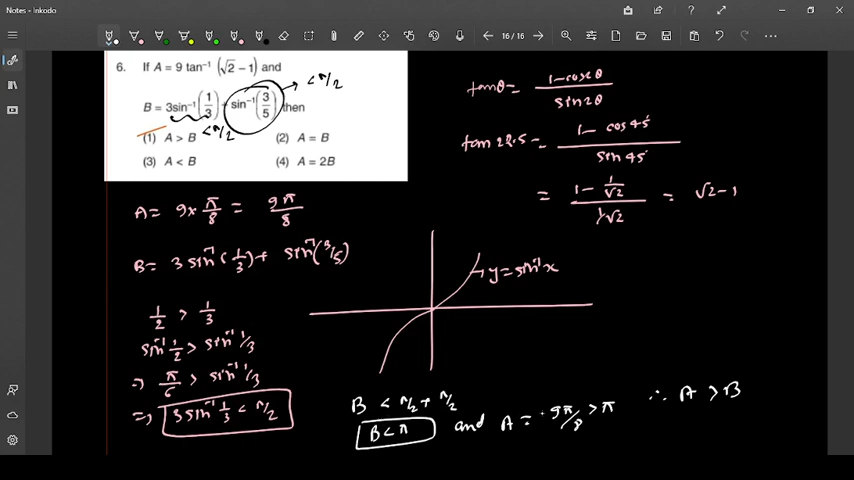 Notes - Inkodo
16 / 16
6. If A = 9 tan⁻¹ (√2 − 1) and
< π/2
B = 3sin⁻¹ (1/3) + sin⁻¹ (3/5) then
< π/2
(1) A > B (2) A = B
(3) A < B (4) A = 2B
tanθ = (1-cos2θ)/(sin2θ)
tan 22.5 = (1 - cos 45)/(sin 45)
= (1 - 1/√2)/(1/√2) = √2 - 1
A = 9 × π/8 = 9π/8
B = 3 sin⁻¹(1/3) + sin⁻¹(3/5)
y = sin⁻¹x
1/2 > 1/3
sin⁻¹ 1/2 > sin⁻¹ 1/3
⇒ π/6 > sin⁻¹ 1/3
⇒ 3 sin⁻¹ 1/3 < π/2
B < π/2 + π/2
B < π and A = 9π/8 > π ∴ A > B